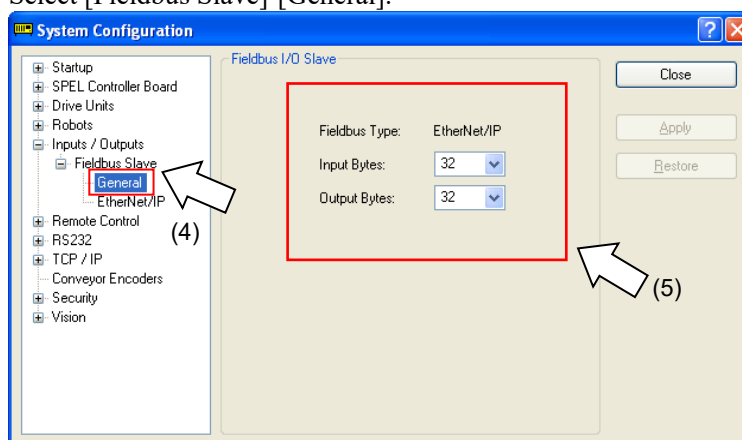 Select [Fieldbus Slave]-[General].
System Configuration
Startup
SPEL Controller Board
Drive Units
Robots
Inputs / Outputs
Fieldbus Slave
General
EtherNet/IP
Remote Control
RS232
TCP / IP
Conveyor Encoders
Security
Vision
(4)
Fieldbus I/O Slave
Fieldbus Type: EtherNet/IP
Input Bytes: 32
Output Bytes: 32
(5)
Close
Apply
Restore